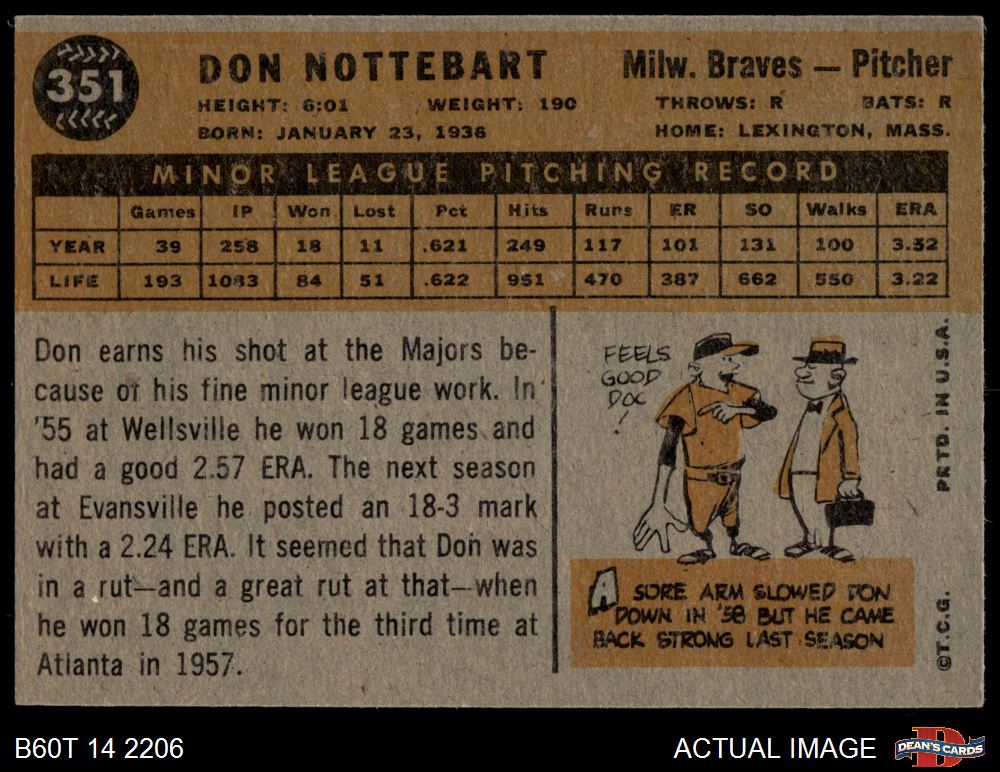 351
DON NOTTEBART
Milw. Braves — Pitcher
HEIGHT: 6:01 WEIGHT: 190 THROWS: R BATS: R
BORN: JANUARY 23, 1936 HOME: LEXINGTON, MASS.
MINOR LEAGUE PITCHING RECORD
Games IP Won Lost Pct Hits Runs ER SO Walks ERA
YEAR 39 258 18 11 .621 249 117 101 131 100 3.52
LIFE 193 1083 84 51 .622 951 470 387 662 550 3.22
Don earns his shot at the Majors be-
cause of his fine minor league work. In
'55 at Wellsville he won 18 games and
had a good 2.57 ERA. The next season
at Evansville he posted an 18-3 mark
with a 2.24 ERA. It seemed that Don was
in a rut—and a great rut at that—when
he won 18 games for the third time at
Atlanta in 1957.
FEELS
GOOD
DOC
!
A SORE ARM SLOWED DON
DOWN IN '58 BUT HE CAME
BACK STRONG LAST SEASON
©T.C.G. PRTD. IN U.S.A.
B60T 14 2206
ACTUAL IMAGE
D
DEAN'S CARDS
.COM